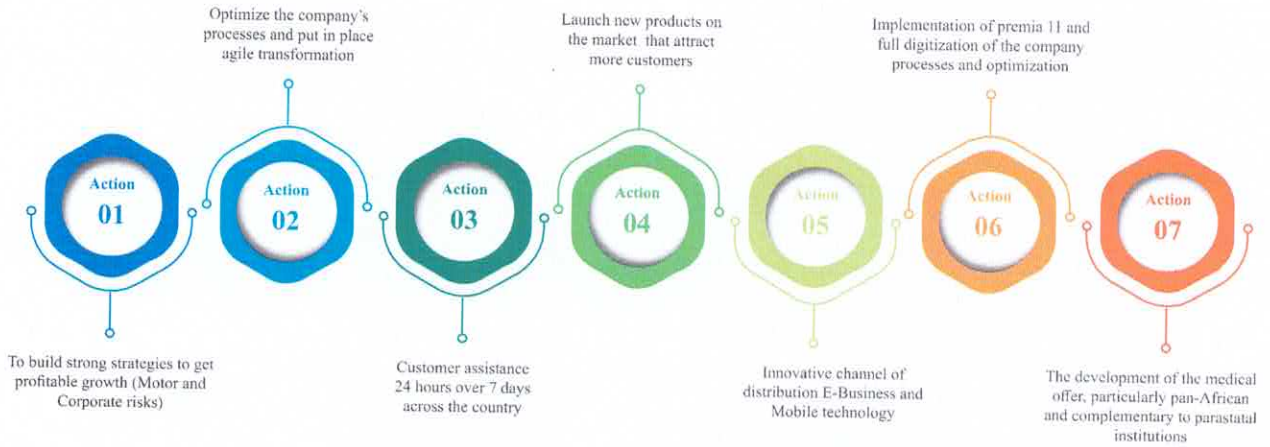 Optimize the company's
processes and put in place
agile transformation
Launch new products on
the market that attract
more customers
Implementation of premia 11 and
full digitization of the company
processes and optimization
Action
01
Action
02
Action
03
Action
04
Action
05
Action
06
Action
07
To build strong strategies to get
profitable growth (Motor and
Corporate risks)
Customer assistance
24 hours over 7 days
across the country
Innovative channel of
distribution E-Business and
Mobile technology
The development of the medical
offer, particularly pan-African
and complementary to parastatal
institutions